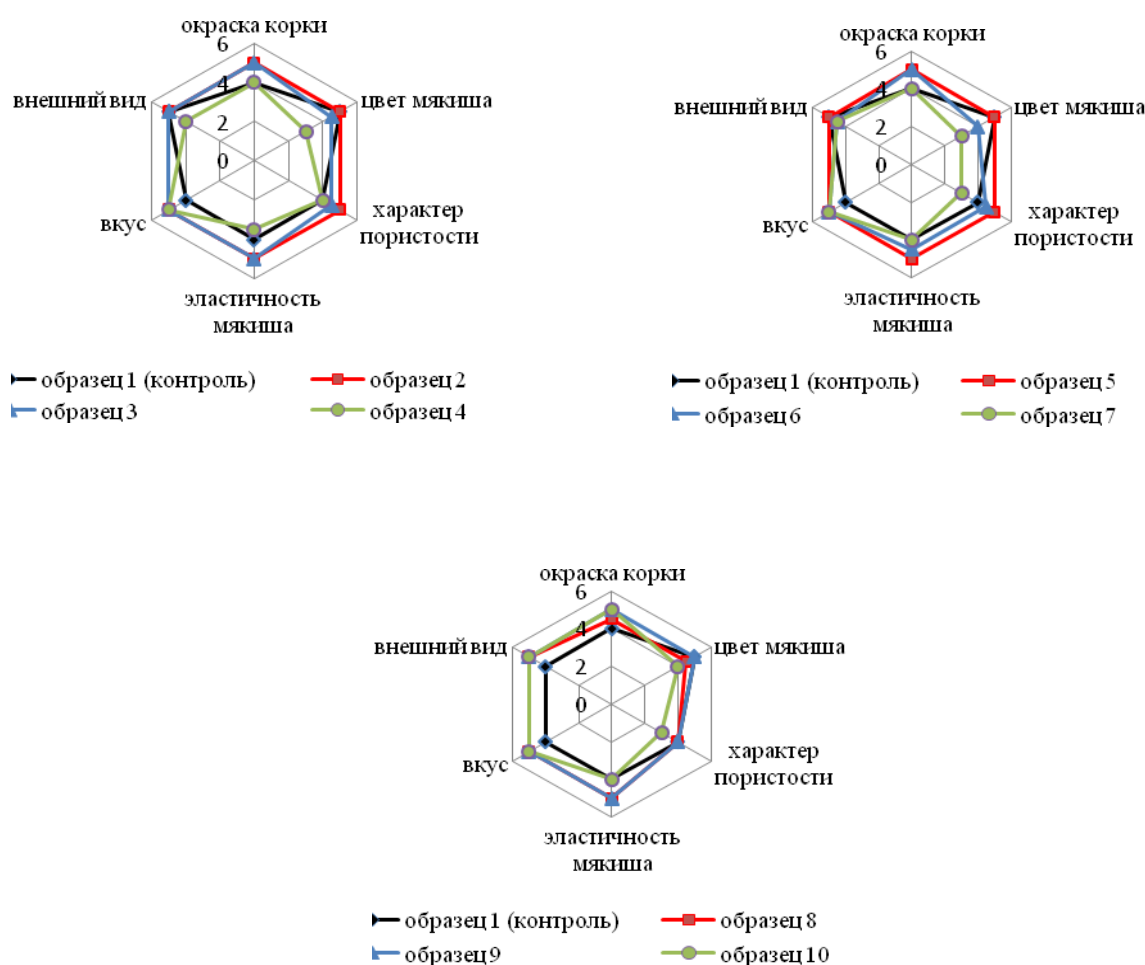 окраска корки
6
4
2
0
внешний вид
цвет мякиша
вкус
характер
пористости
эластичность
мякиша
образец 1 (контроль)
образец 2
образец 3
образец 4
окраска корки
6
4
2
0
внешний вид
цвет мякиша
вкус
характер
пористости
эластичность
мякиша
образец 1 (контроль)
образец 5
образец 6
образец 7
окраска корки
6
4
2
0
внешний вид
цвет мякиша
вкус
характер
пористости
эластичность
мякиша
образец 1 (контроль)
образец 8
образец 9
образец 10